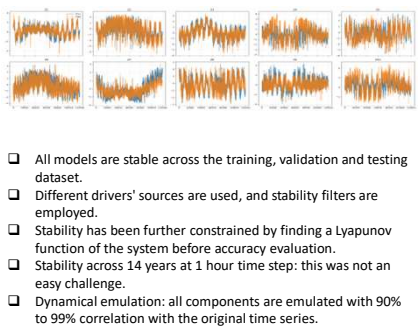 All models are stable across the training, validation and testing
dataset.
Different drivers' sources are used, and stability filters are
employed.
Stability has been further constrained by finding a Lyapunov
function of the system before accuracy evaluation.
Stability across 14 years at 1 hour time step: this was not an
easy challenge.
Dynamical emulation: all components are emulated with 90%
to 99% correlation with the original time series.